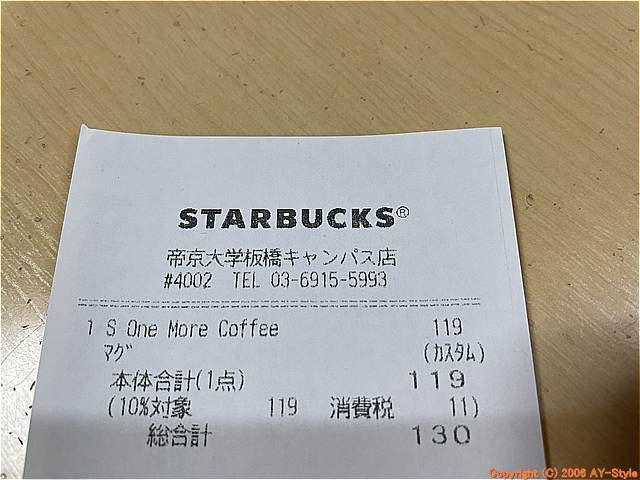 STARBUCKS®
帝京大学板橋キャンパス店
#4002 TEL 03-6915-5993
1 S One More Coffee 119
ﾏｸﾞ (ｶｽﾀﾑ)
本体合計(1点) 119
(10%対象 119 消費税 11)
総合計 130
Copyright (C) 2006 AY-Style